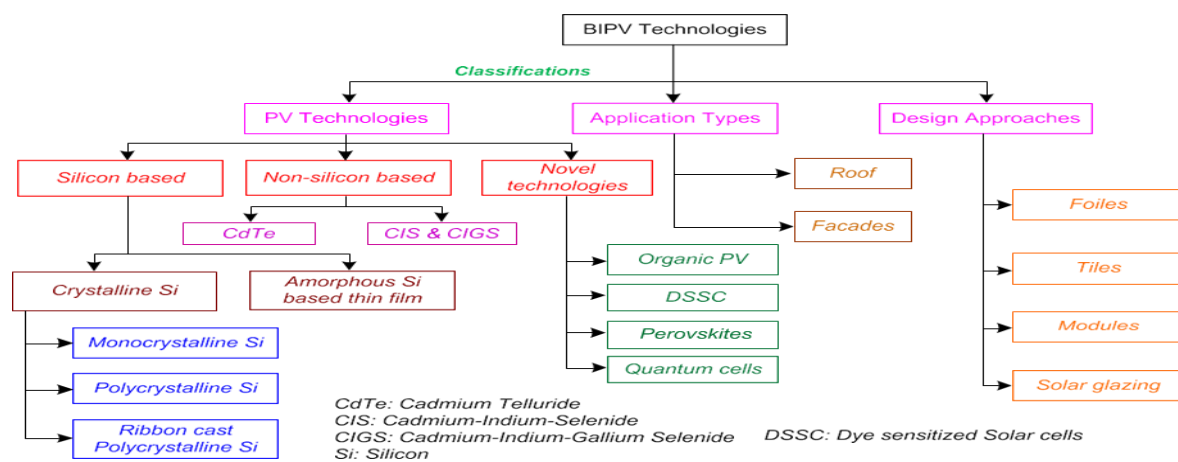 BIPV Technologies
Classifications
PV Technologies
Application Types
Design Approaches
Silicon based
Non-silicon based
Novel
technologies
Roof
Foiles
CdTe
CIS & CIGS
Facades
Organic PV
Crystalline Si
Amorphous Si
based thin film
Tiles
DSSC
Monocrystalline Si
Perovskites
Modules
Quantum cells
Polycrystalline Si
Solar glazing
Ribbon cast
Polycrystalline Si
CdTe: Cadmium Telluride
CIS: Cadmium-Indium-Selenide
CIGS: Cadmium-Indium-Gallium Selenide
DSSC: Dye sensitized Solar cells
Si: Silicon